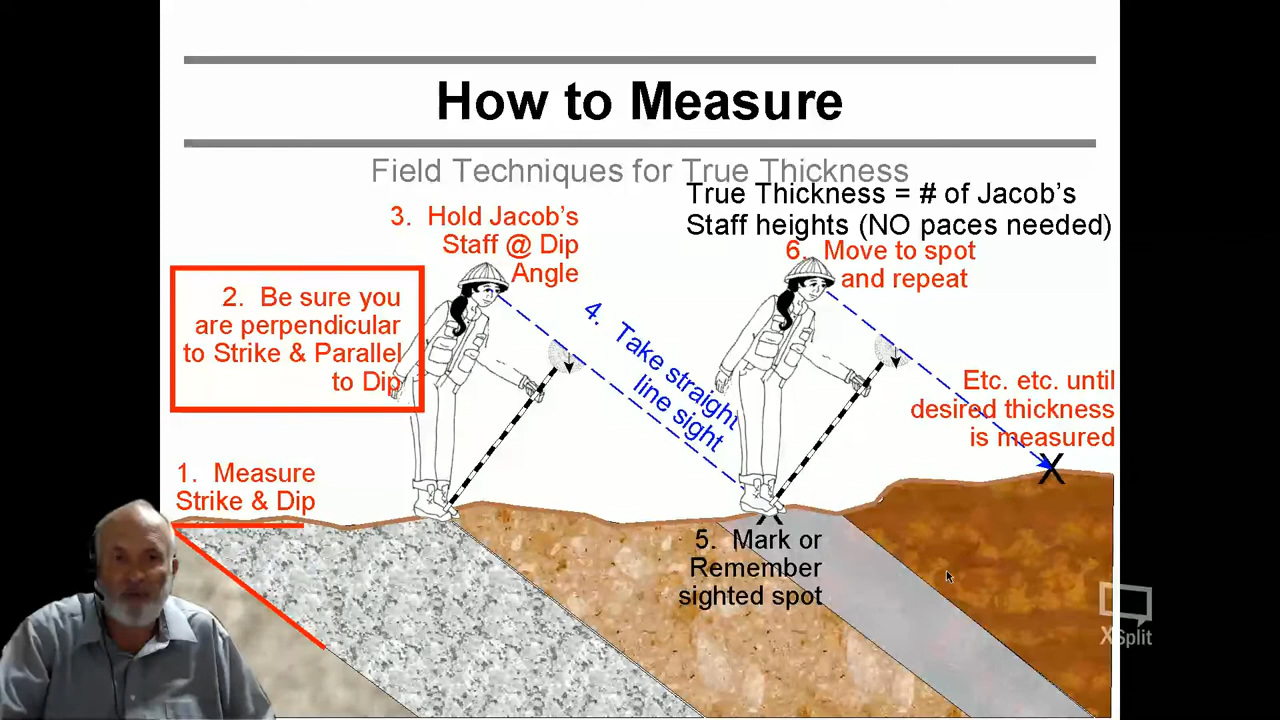 How to Measure
Field Techniques for True Thickness
True Thickness = # of Jacob's
Staff heights (NO paces needed)
3. Hold Jacob's
Staff @ Dip
Angle
6. Move to spot
and repeat
2. Be sure you
are perpendicular
to Strike & Parallel
to Dip
4. Take straight
line sight
Etc. etc. until
desired thickness
is measured
1. Measure
Strike & Dip
X
X
5. Mark or
Remember
sighted spot
XSplit